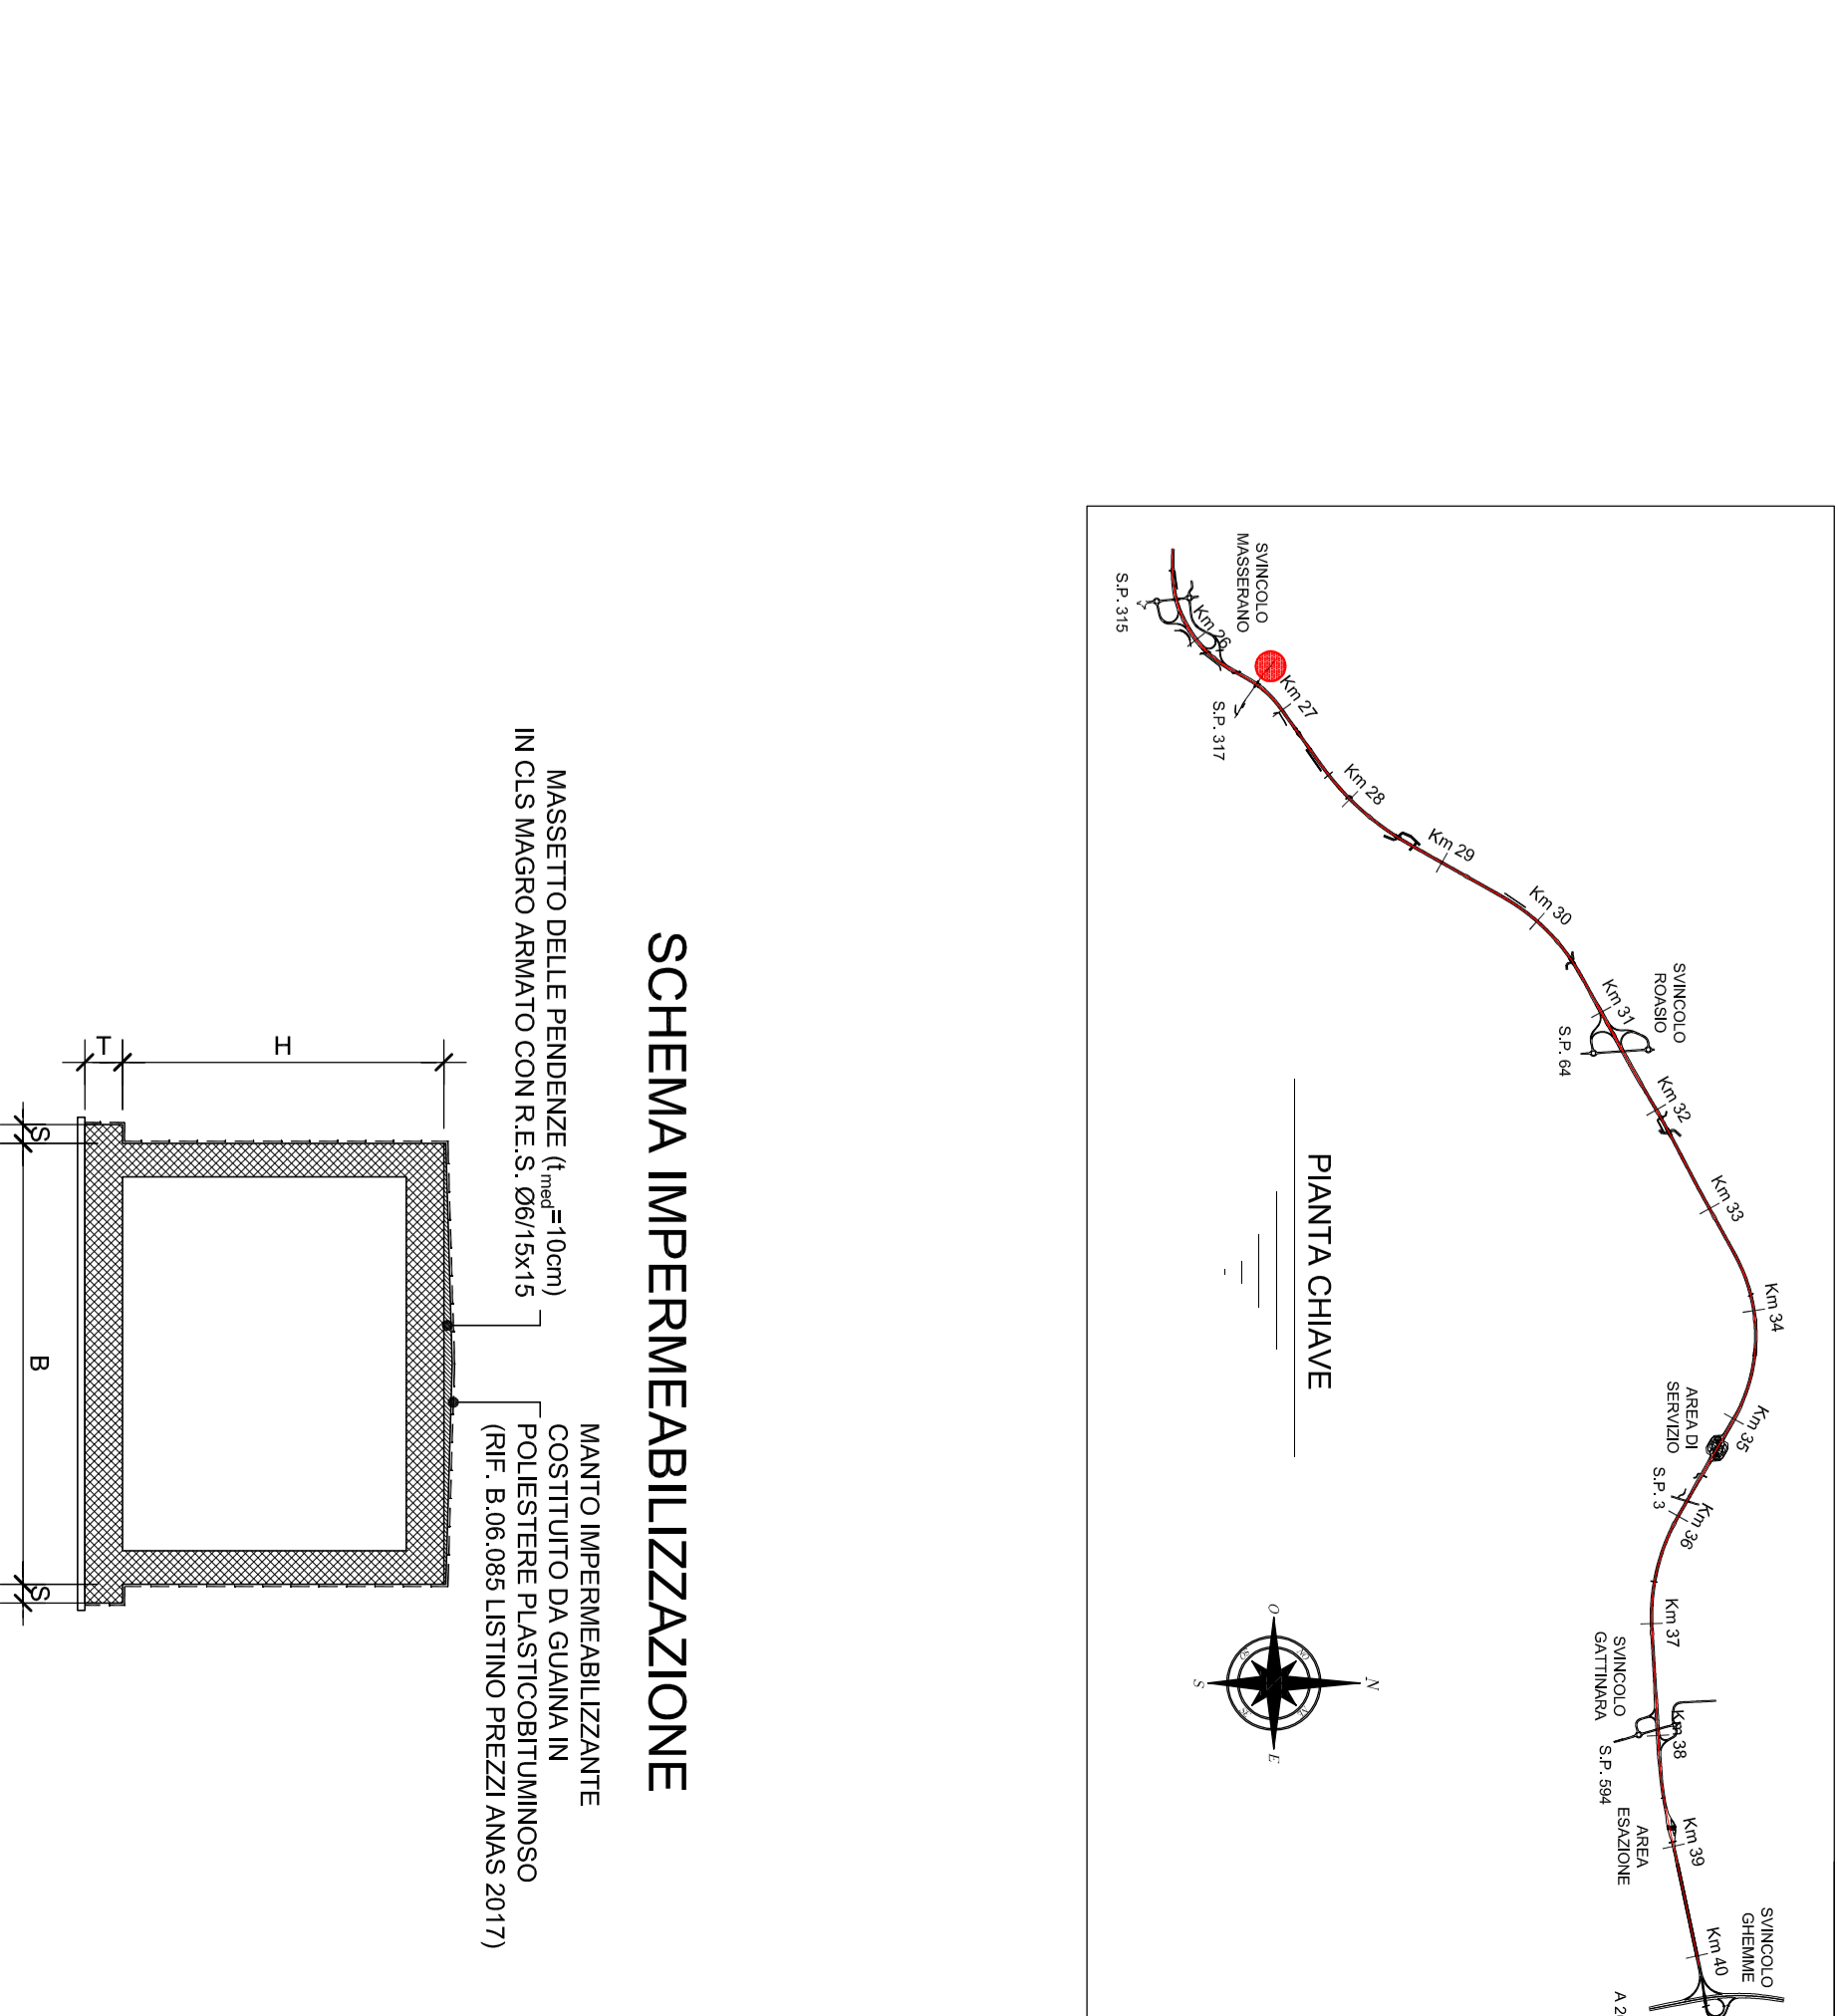 SVINCOLO
MASSERANO
S.P. 315
Km 26
Km 27
S.P. 317
Km 28
Km 29
Km 30
SVINCOLO
ROASIO
Km 31
S.P. 64
Km 32
Km 33
Km 34
Km 35
AREA DI
SERVIZIO
S.P. 3
Km 36
Km 37
SVINCOLO
GATTINARA
Km 38
S.P. 594
AREA
ESAZIONE
Km 39
Km 40
SVINCOLO
GHEMME
A 2
PIANTA CHIAVE
N
O
E
S
NO
SCHEMA IMPERMEABILIZZAZIONE
MASSETTO DELLE PENDENZE (tmed=10cm)
IN CLS MAGRO ARMATO CON R.E.S. Ø6/15x15
MANTO IMPERMEABILIZZANTE
COSTITUITO DA GUAINA IN
POLIESTERE PLASTICOBITUMINOSO
(RIF. B.06.085 LISTINO PREZZI ANAS 2017)
H
T
S
B
S